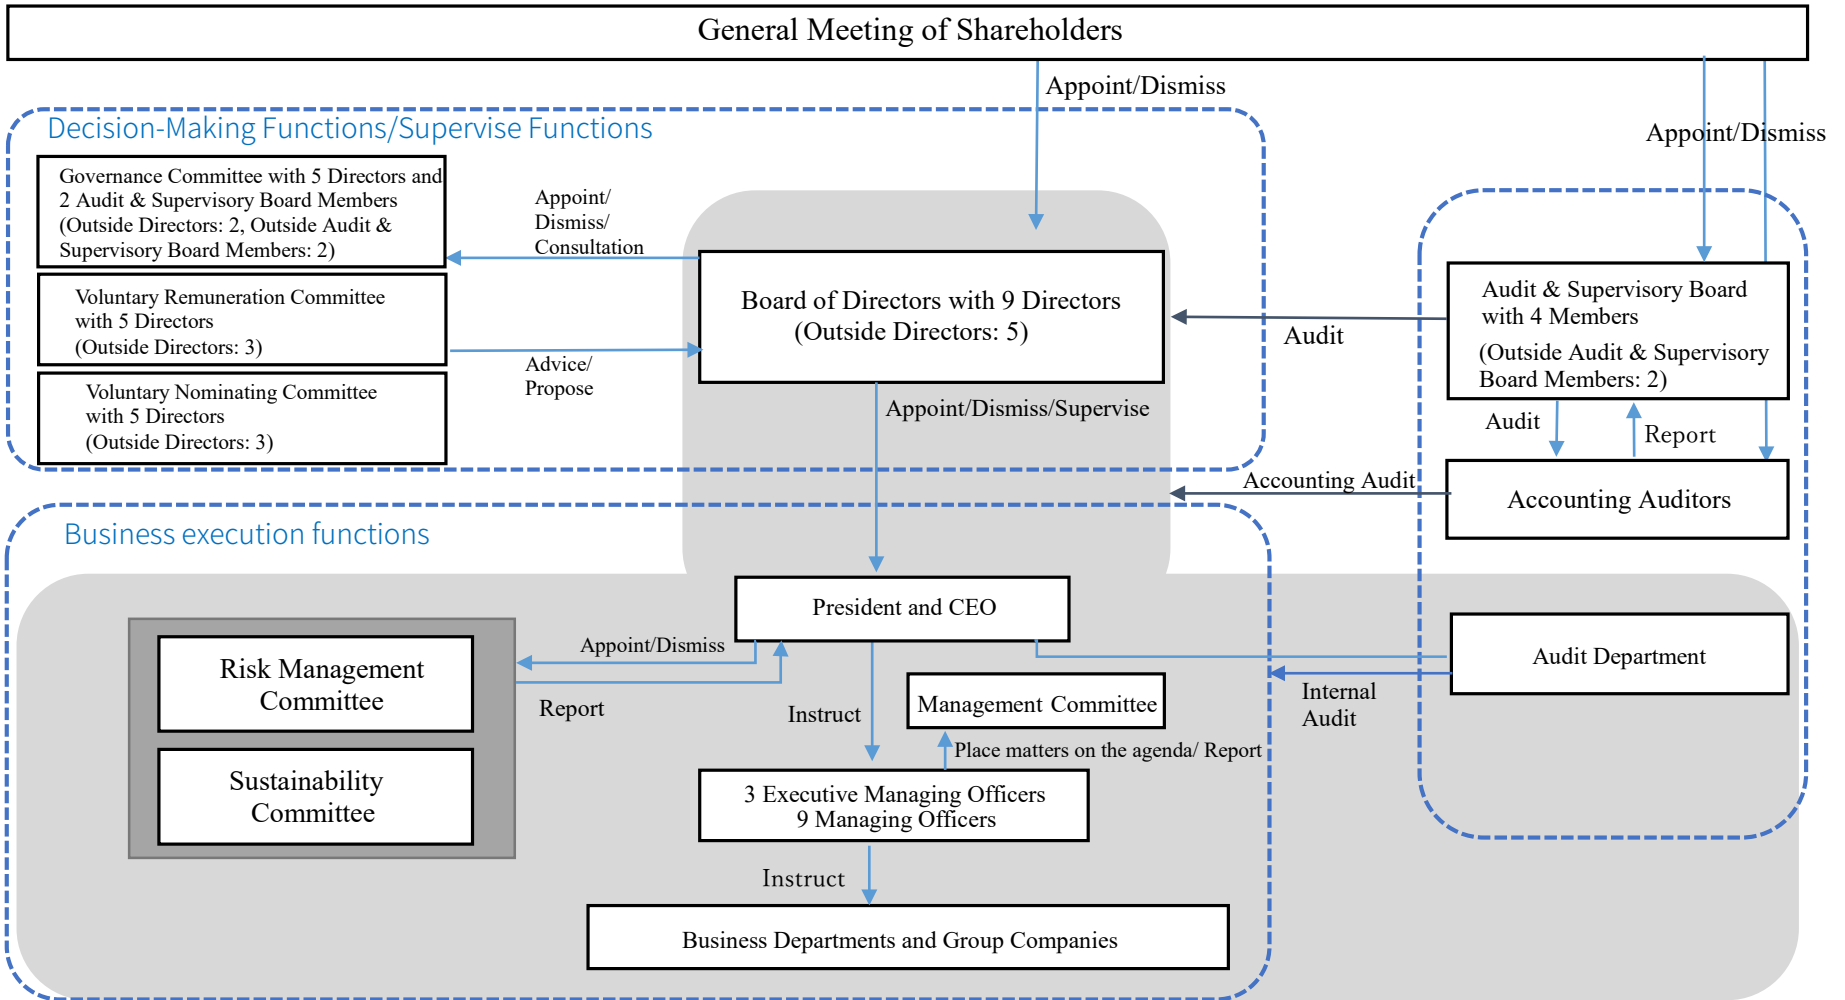 General Meeting of Shareholders
Appoint/Dismiss
Appoint/Dismiss
Decision-Making Functions/Supervise Functions
Governance Committee with 5 Directors and
2 Audit & Supervisory Board Members
(Outside Directors: 2, Outside Audit &
Supervisory Board Members: 2)
Appoint/
Dismiss/
Consultation
Voluntary Remuneration Committee
with 5 Directors
(Outside Directors: 3)
Advice/
Propose
Voluntary Nominating Committee
with 5 Directors
(Outside Directors: 3)
Board of Directors with 9 Directors
(Outside Directors: 5)
Appoint/Dismiss/Supervise
Audit
Audit & Supervisory Board
with 4 Members
(Outside Audit & Supervisory
Board Members: 2)
Audit
Report
Accounting Audit
Accounting Auditors
Business execution functions
President and CEO
Appoint/Dismiss
Report
Risk Management
Committee
Sustainability
Committee
Instruct
Management Committee
Place matters on the agenda/ Report
3 Executive Managing Officers
9 Managing Officers
Instruct
Business Departments and Group Companies
Internal
Audit
Audit Department